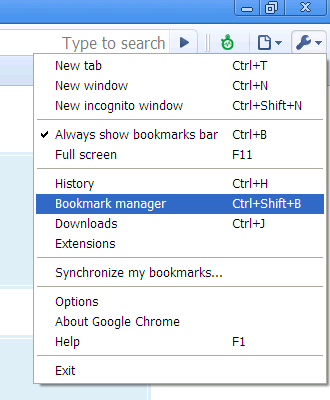 Type to search
New tab Ctrl+T
New window Ctrl+N
New incognito window Ctrl+Shift+N
Always show bookmarks bar Ctrl+B
Full screen F11
History Ctrl+H
Bookmark manager Ctrl+Shift+B
Downloads Ctrl+J
Extensions
Synchronize my bookmarks...
Options
About Google Chrome
Help F1
Exit